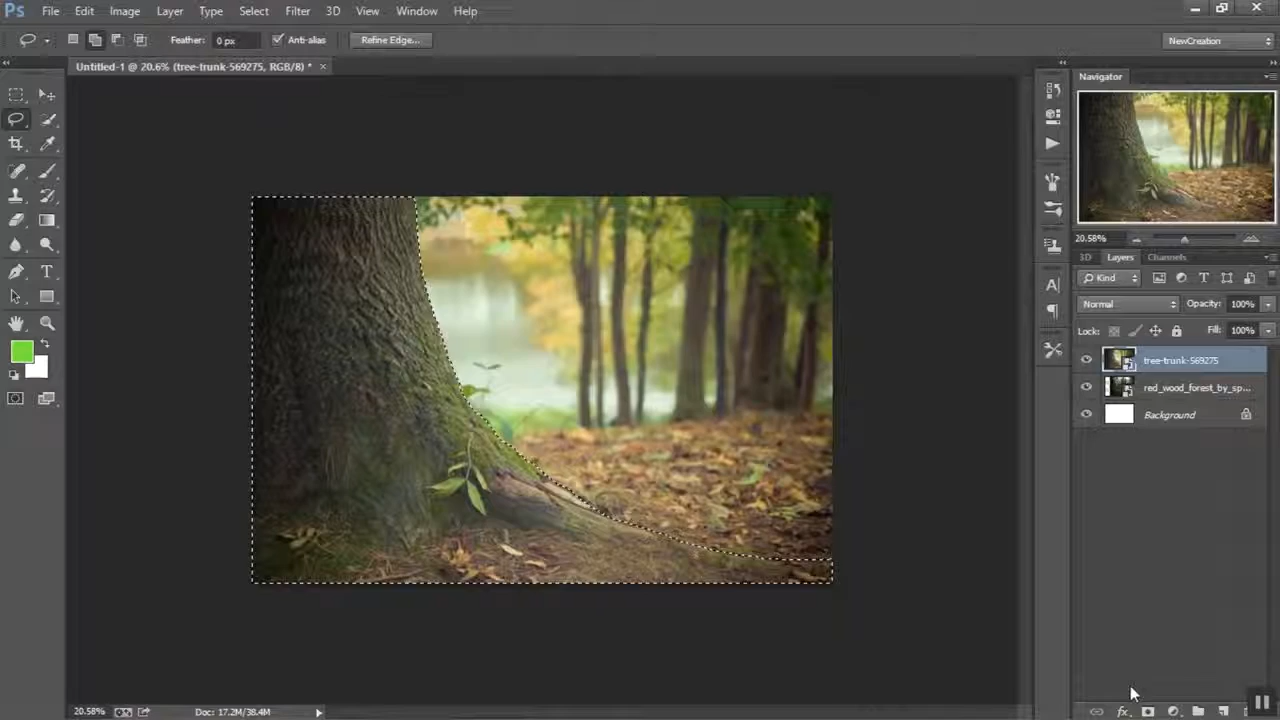 Ps File Edit Image Layer Type Select Filter 3D View Window Help
Feather: 0 px Anti-alias Refine Edge... NewCreation
Untitled-1 @ 20.6% (tree-trunk-569275, RGB/8) * ×
Navigator
20.58%
3D Layers Channels
Kind
Normal Opacity: 100%
Lock: Fill: 100%
tree-trunk-569275
red_wood_forest_by_sp...
Background
20.58% Doc: 17.2M/38.4M